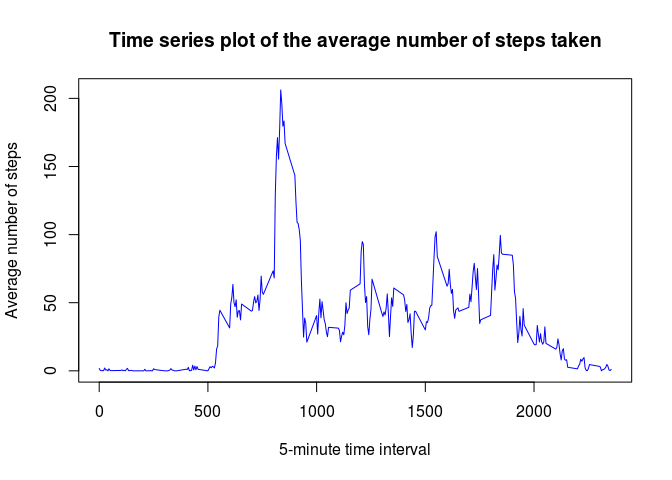 Time series plot of the average number of steps taken
Average number of steps
200
150
100
50
0
0 500 1000 1500 2000
5-minute time interval